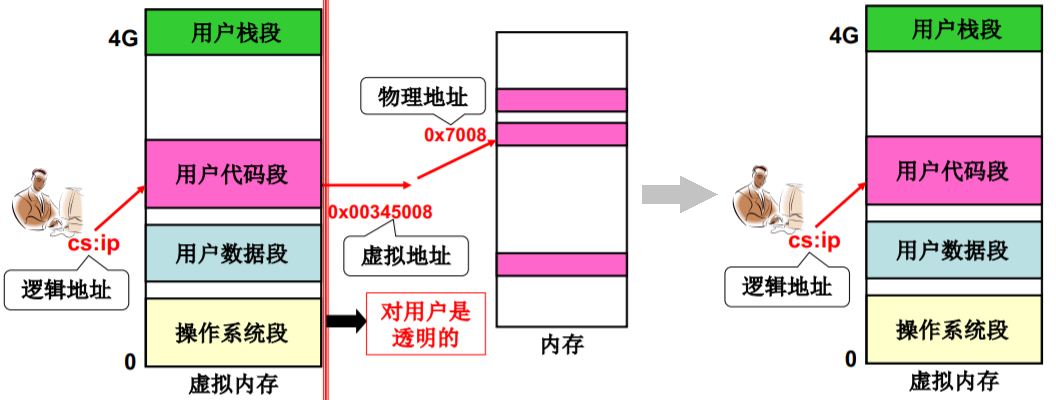 4G
用户栈段
用户代码段
cs:ip
逻辑地址
用户数据段
操作系统段
0
虚拟内存
物理地址
0x7008
0x00345008
虚拟地址
对用户是
透明的
内存
4G
用户栈段
用户代码段
cs:ip
逻辑地址
用户数据段
操作系统段
0
虚拟内存